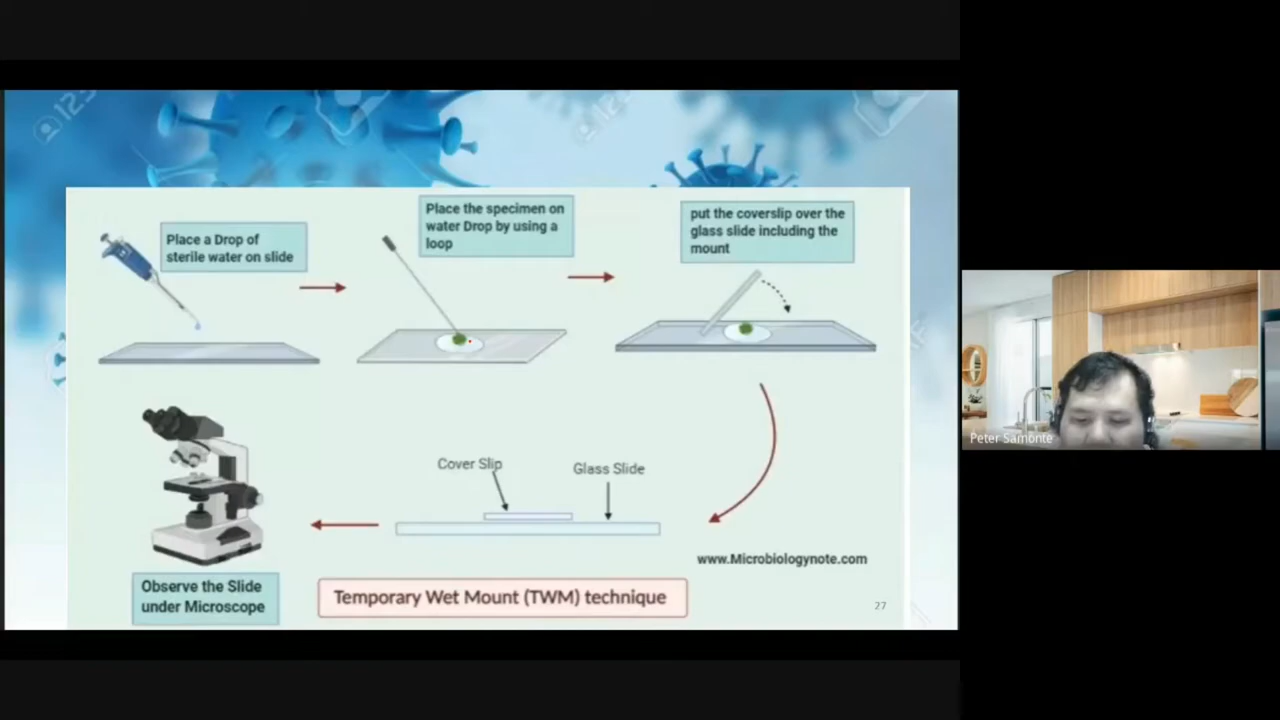 Place a Drop of
sterile water on slide
Place the specimen on
water Drop by using a
loop
put the coverslip over the
glass slide including the
mount
Cover Slip
Glass Slide
www.Microbiologynote.com
Observe the Slide
under Microscope
Temporary Wet Mount (TWM) technique
27
Peter Samonte